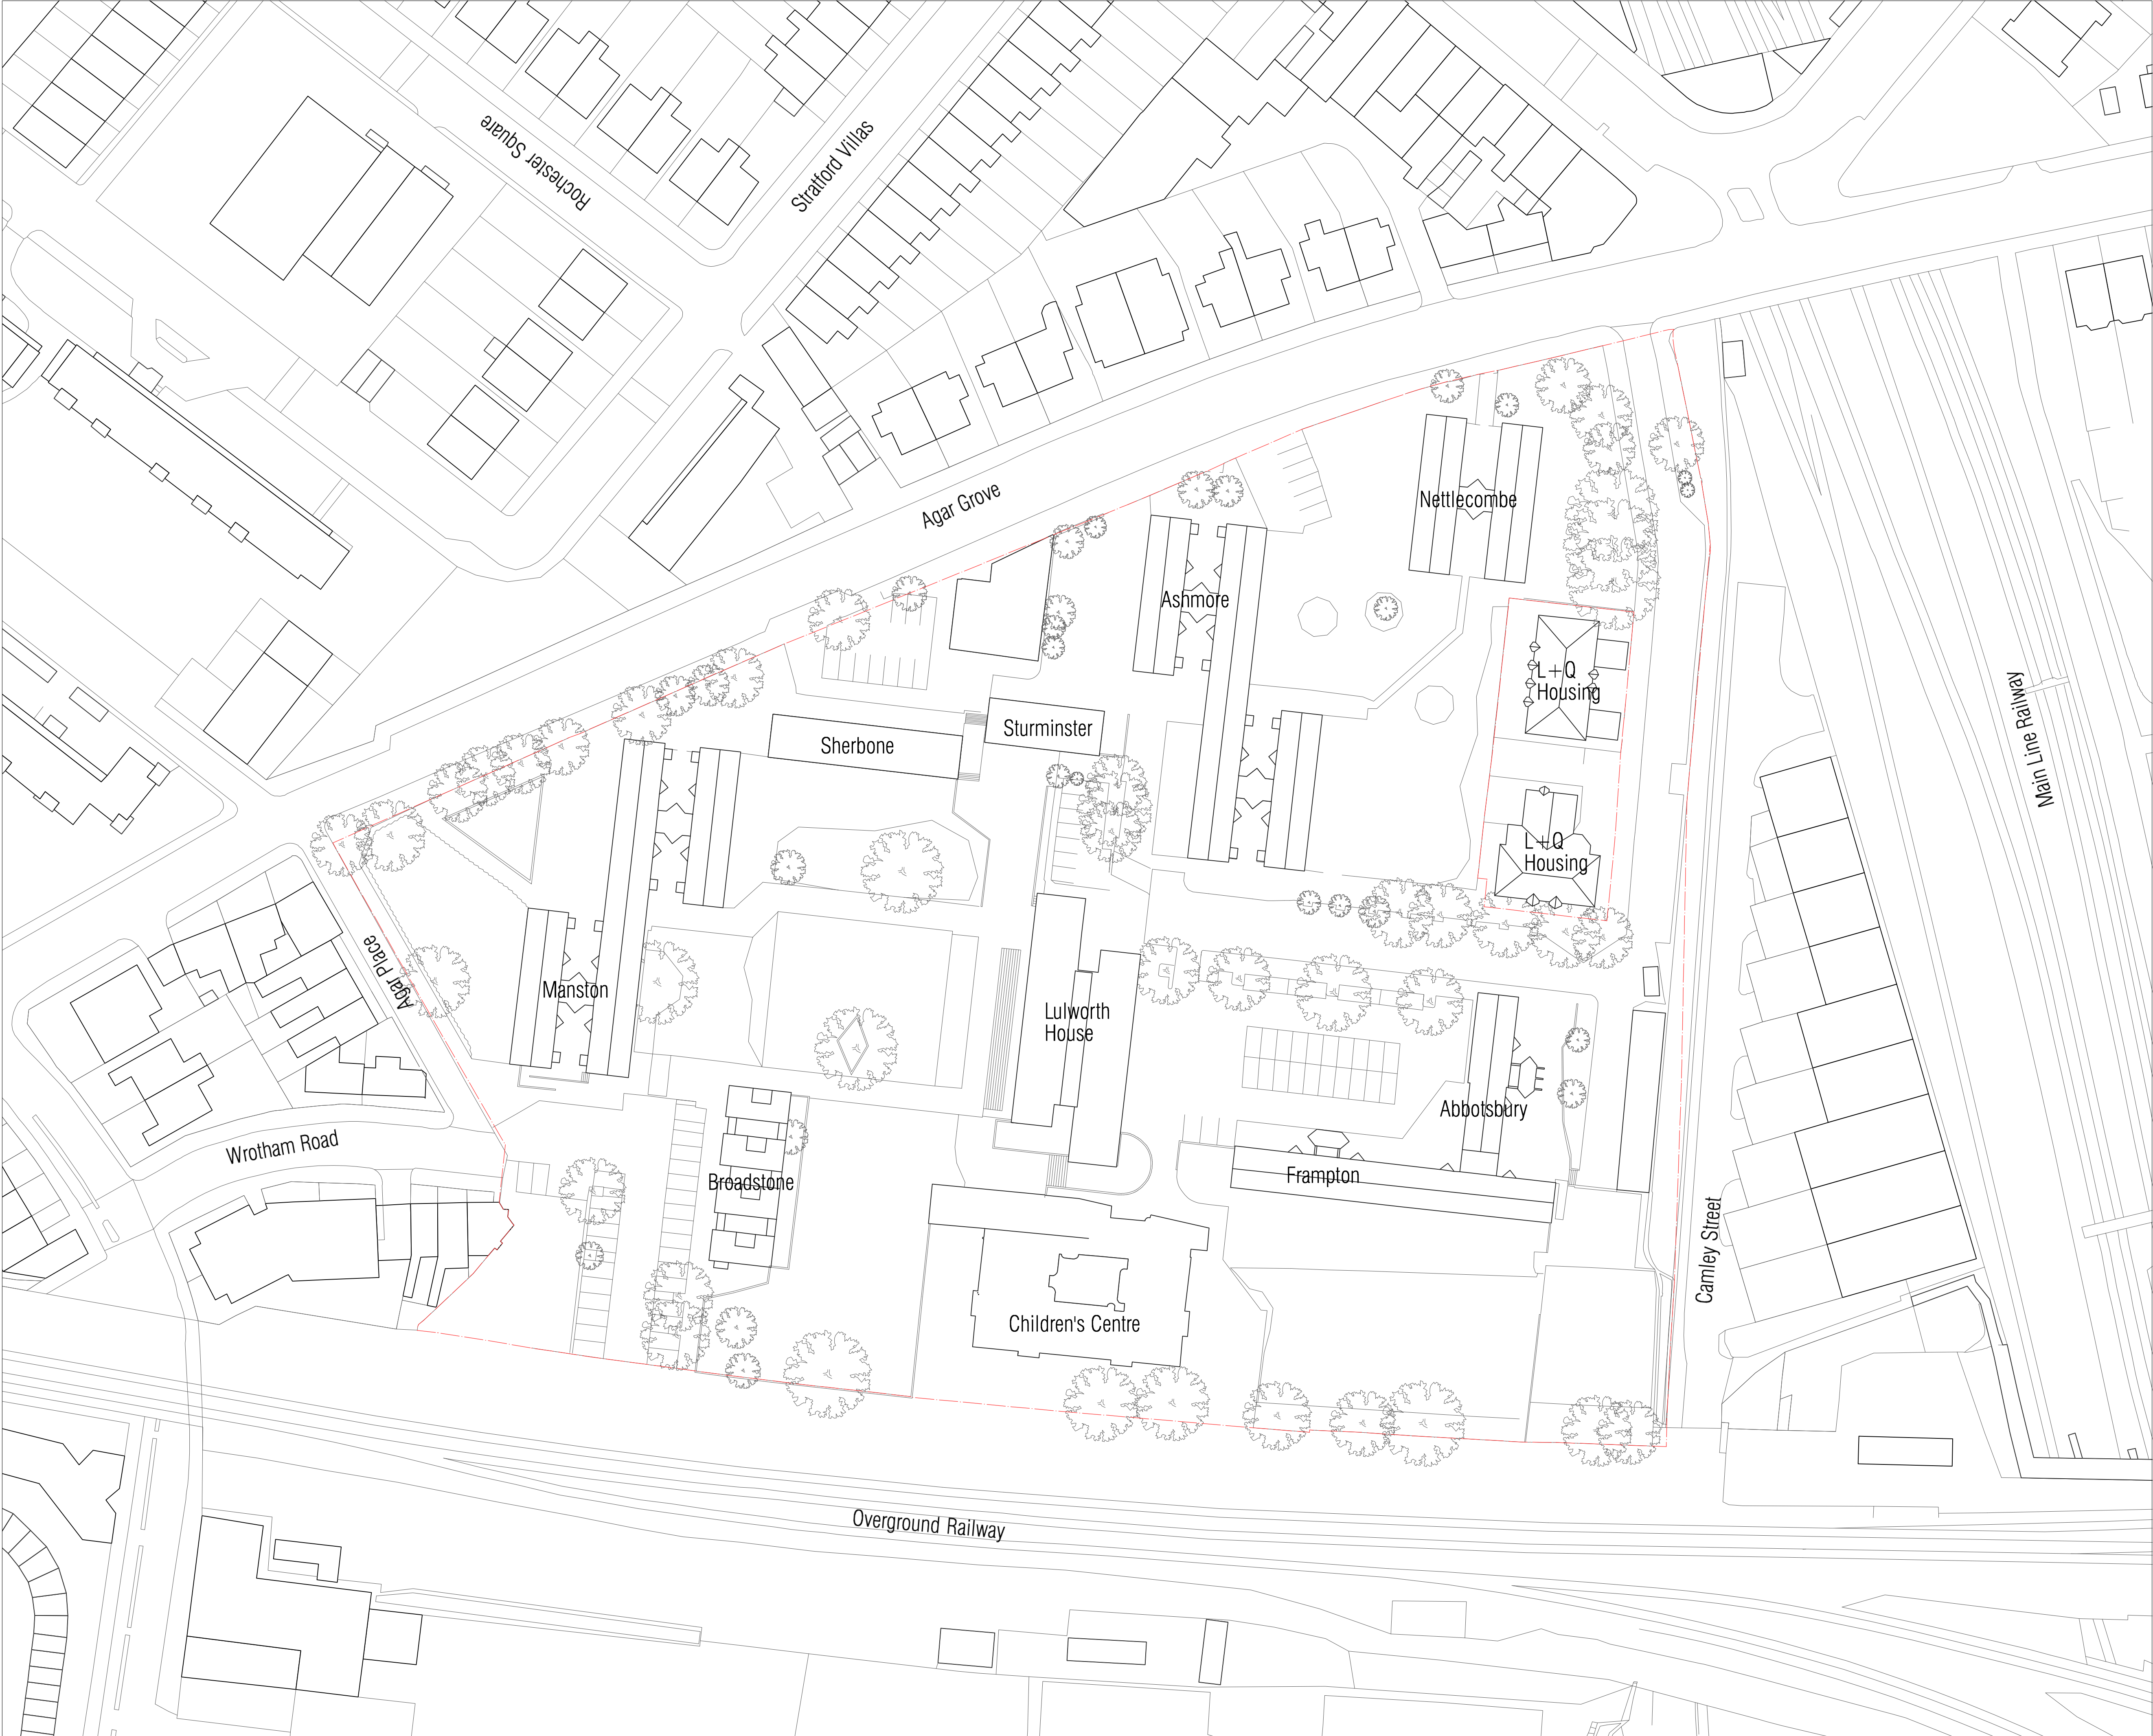 Rochester Square
Stratford Villas
Agar Grove
Nettlecombe
Ashmore
L+Q
Housing
Main Line Railway
Sturminster
Sherbone
L+Q
Housing
Agar Place
Manston
Lulworth
House
Abbotsbury
Wrotham Road
Frampton
Broadstone
Camley Street
Children's Centre
Overground Railway